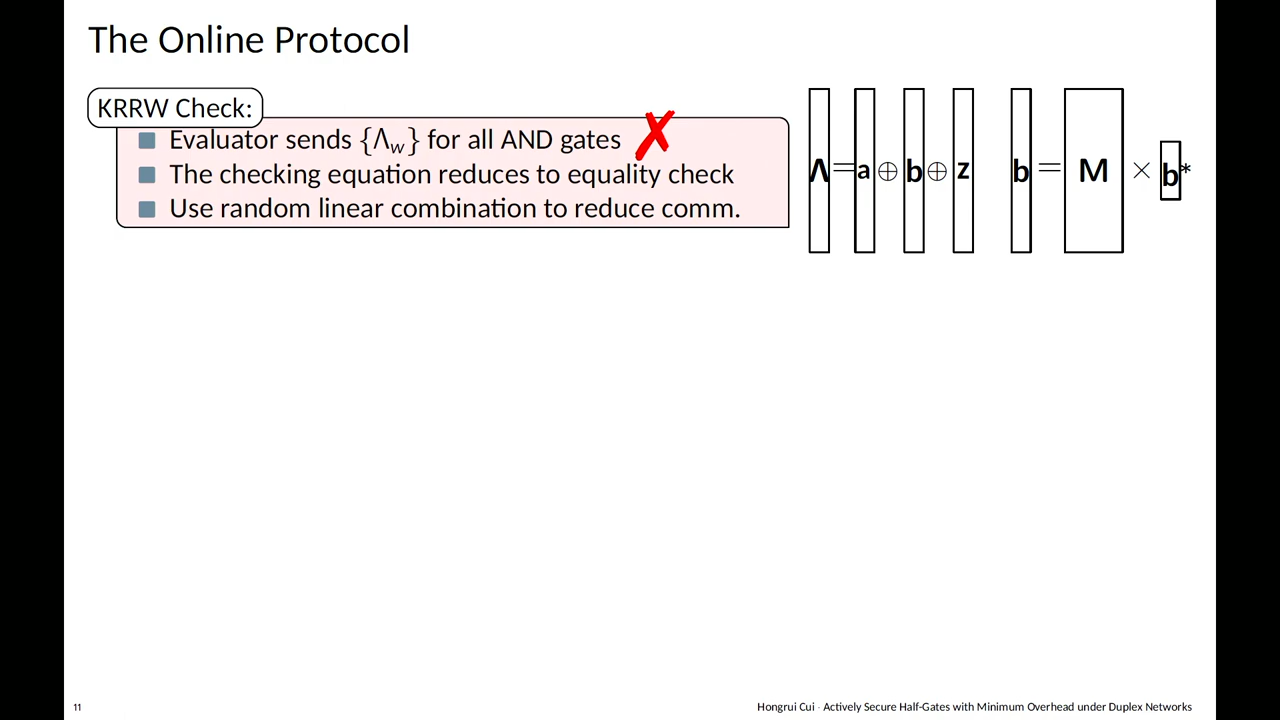 The Online Protocol
KRRW Check:
Evaluator sends {Λw} for all AND gates
The checking equation reduces to equality check
Use random linear combination to reduce comm.
Λ = a ⊕ b ⊕ z
b = M × b*
11
Hongrui Cui · Actively Secure Half-Gates with Minimum Overhead under Duplex Networks